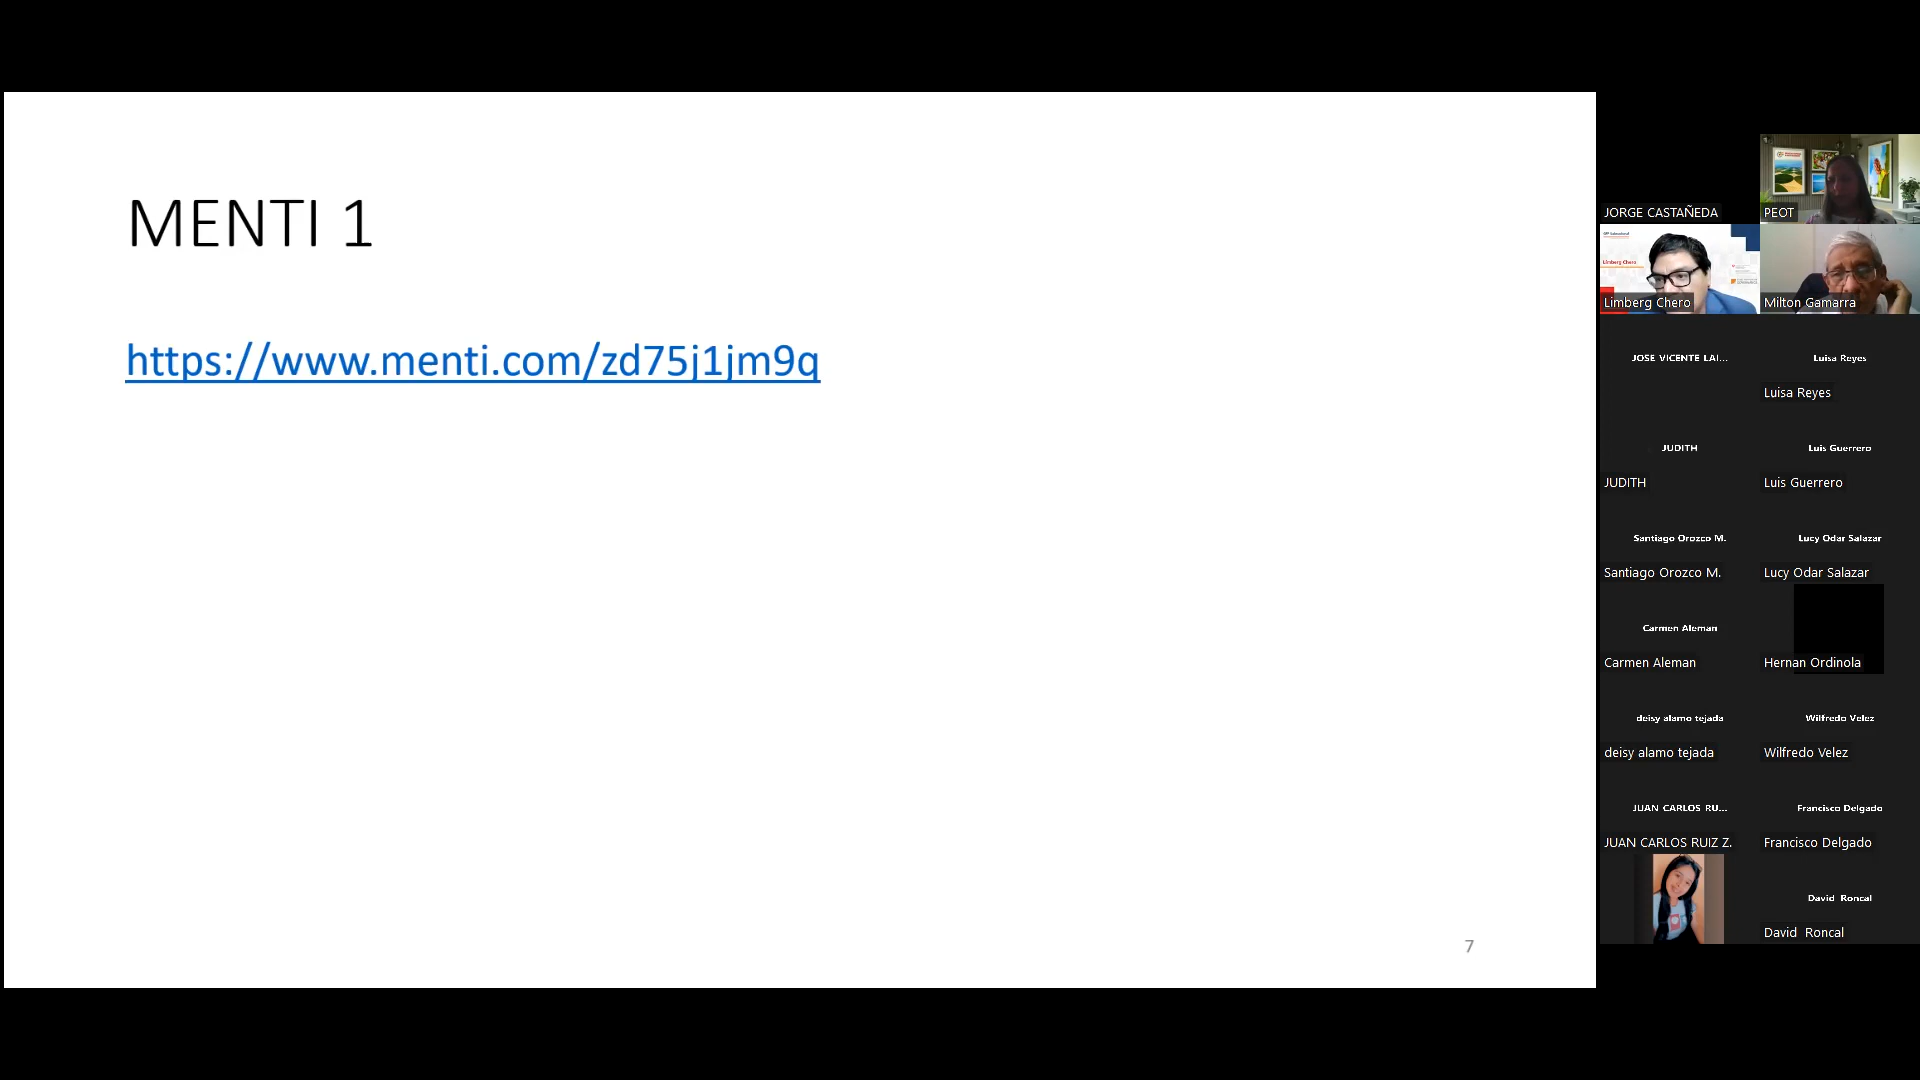 MENTI 1
https://www.menti.com/zd75j1jm9q
7
JORGE CASTAÑEDA
PEOT
Limberg Chero
Limberg Chero
Milton Gamarra
JOSE VICENTE LAI...
Luisa Reyes
Luisa Reyes
JUDITH
Luis Guerrero
JUDITH
Luis Guerrero
Santiago Orozco M.
Lucy Odar Salazar
Santiago Orozco M.
Lucy Odar Salazar
Carmen Aleman
Carmen Aleman
Hernan Ordinola
deisy alamo tejada
Wilfredo Velez
deisy alamo tejada
Wilfredo Velez
JUAN CARLOS RU...
Francisco Delgado
JUAN CARLOS RUIZ Z.
Francisco Delgado
David Roncal
David Roncal